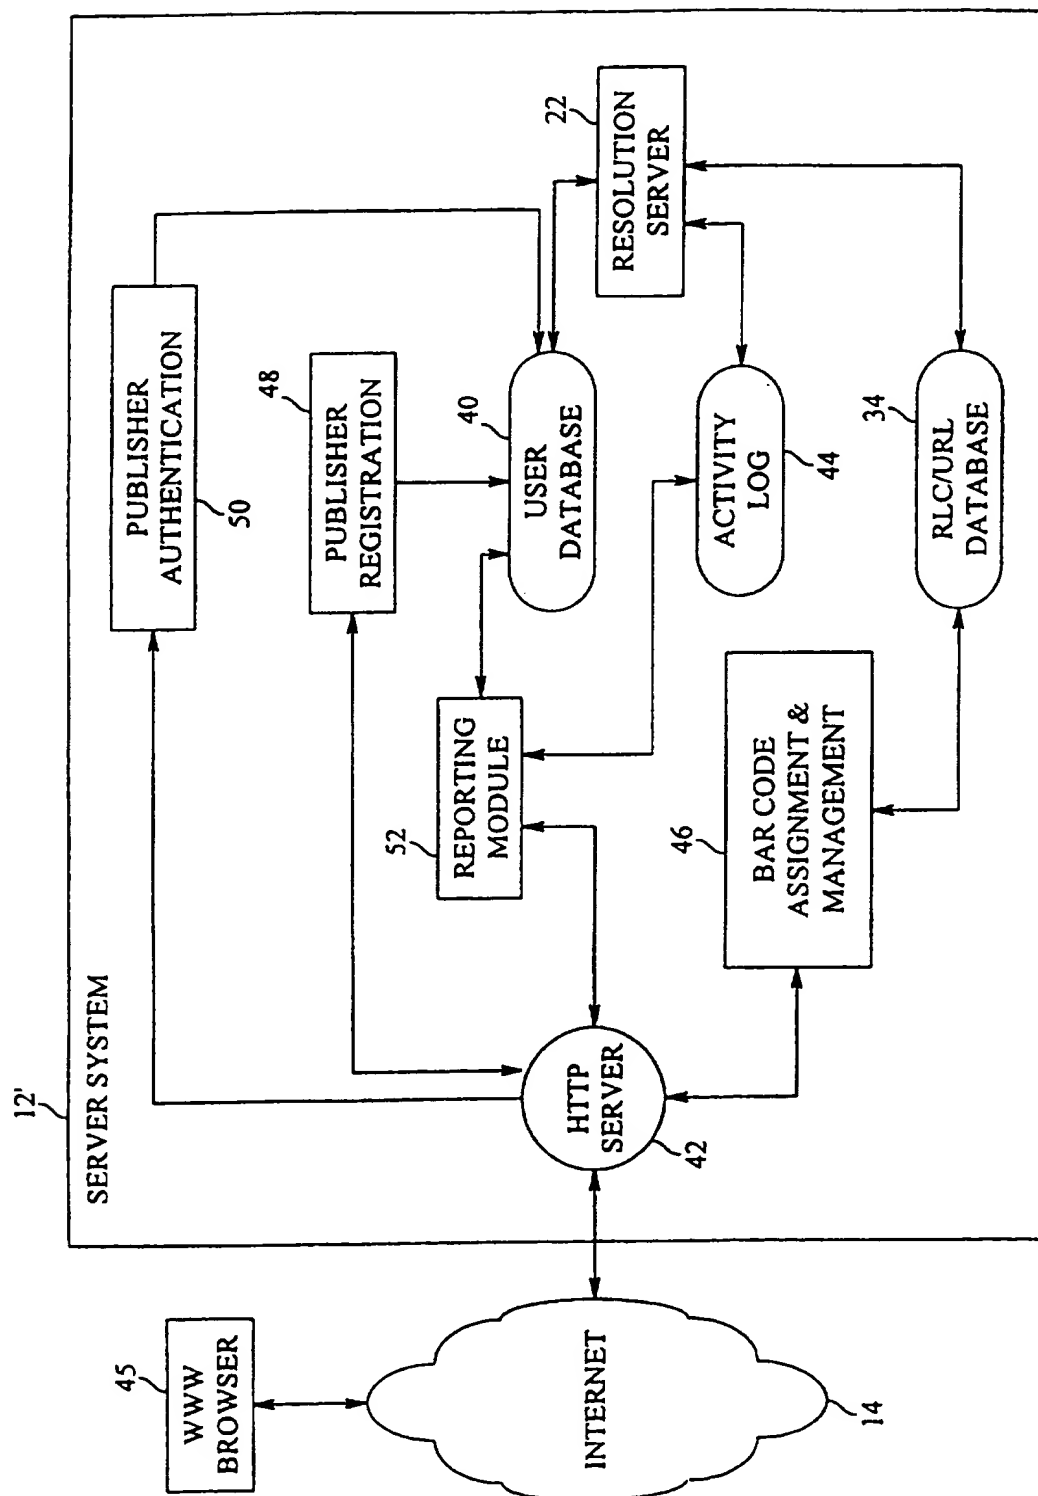 12'
SERVER SYSTEM
45
WWW
BROWSER
INTERNET
14
HTTP
SERVER
42
PUBLISHER
AUTHENTICATION
50
48
PUBLISHER
REGISTRATION
52
REPORTING
MODULE
40
USER
DATABASE
22
RESOLUTION
SERVER
ACTIVITY
LOG
44
46
BAR CODE
ASSIGNMENT &
MANAGEMENT
34
RLC/URL
DATABASE